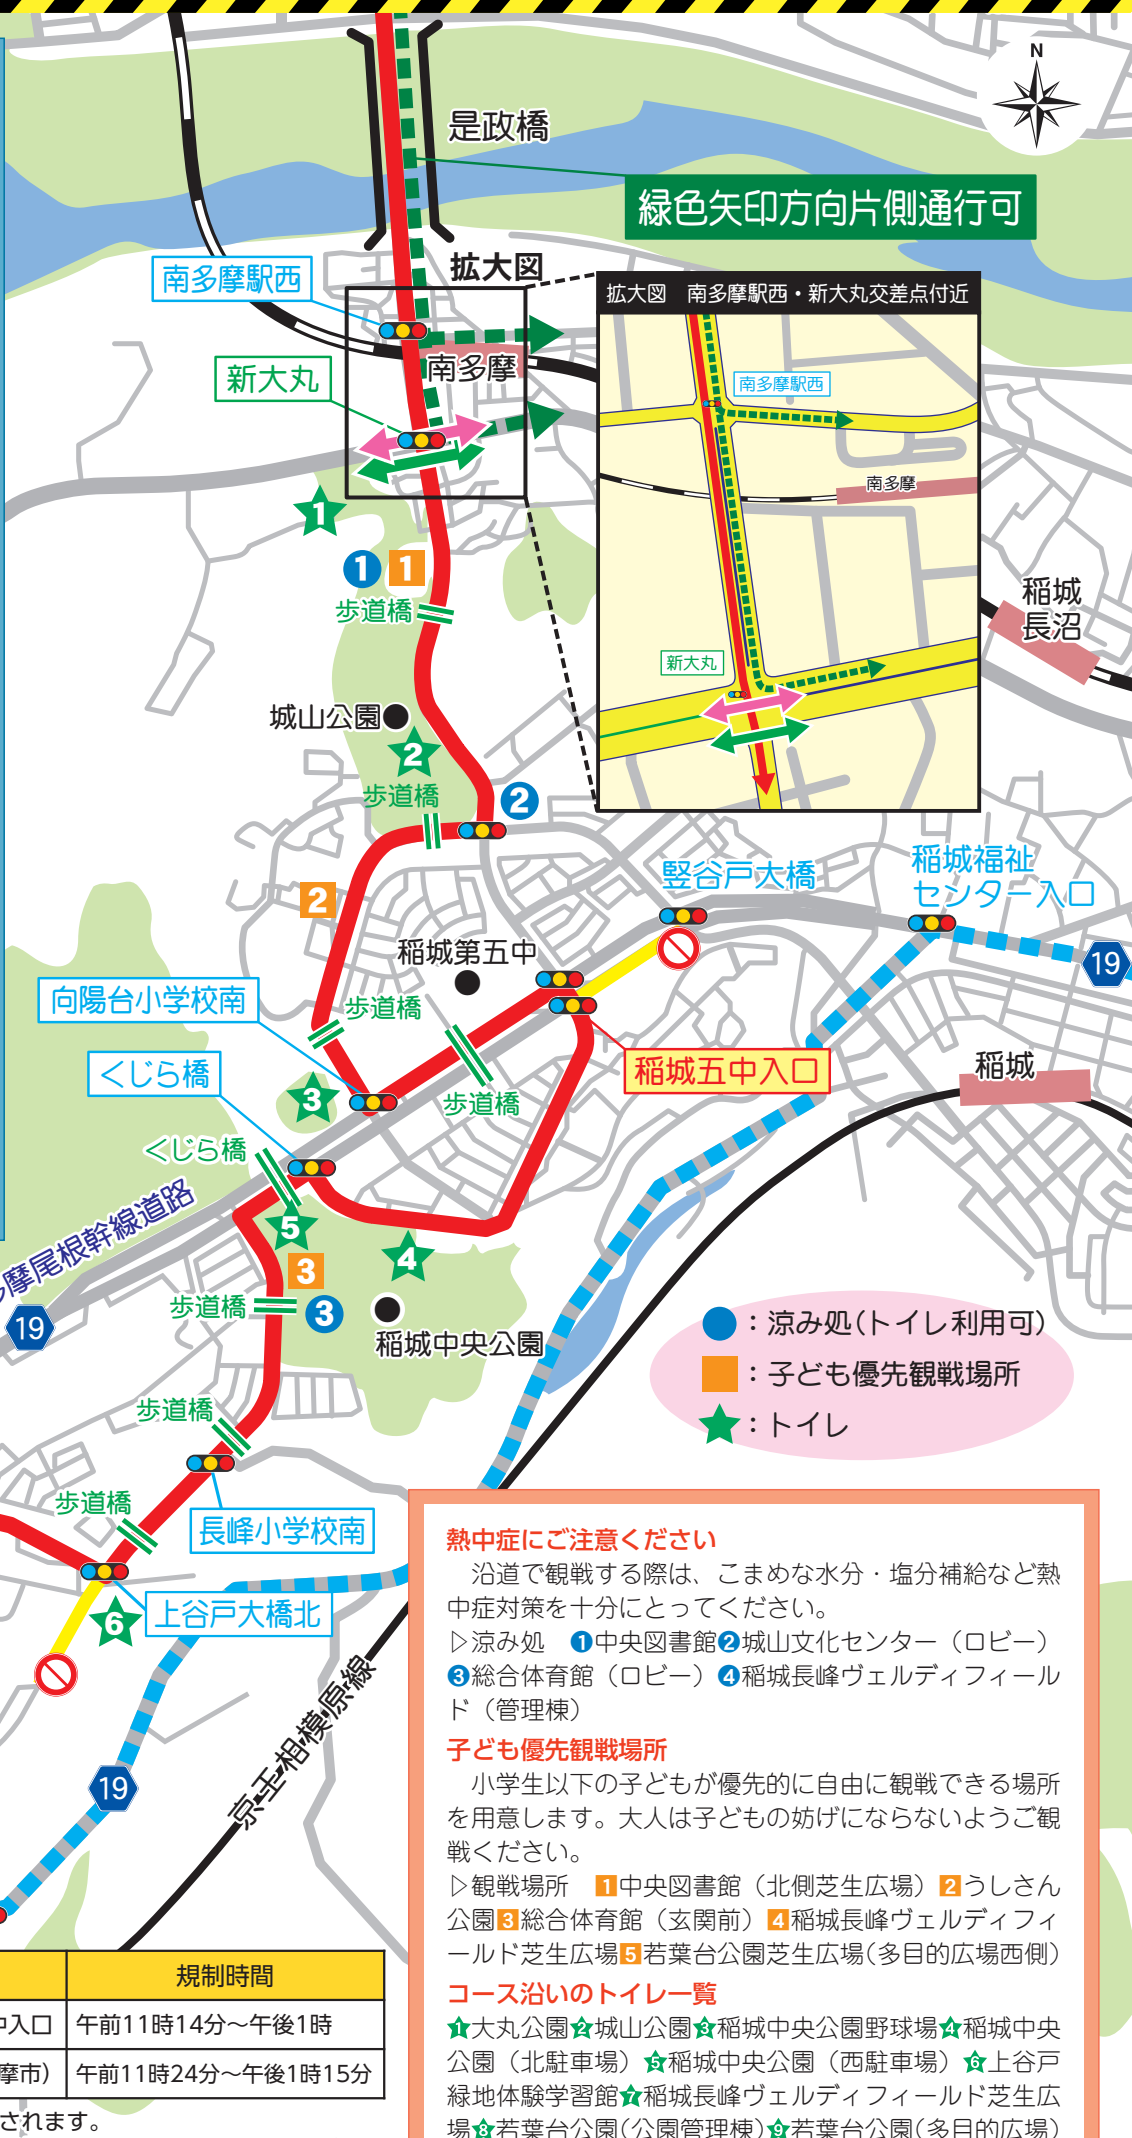 N
是政橋
緑色矢印方向片側通行可
拡大図
南多摩駅西
拡大図　南多摩駅西・新大丸交差点付近
南多摩駅西
新大丸
南多摩
南多摩
新大丸
1
稲城
長沼
1 1
歩道橋
城山公園
2
歩道橋
2
竪谷戸大橋
稲城福祉
センター入口
2
稲城第五中
19
向陽台小学校南
歩道橋
稲城五中入口
稲城
くじら橋
3
歩道橋
くじら橋
摩尾根幹線道路
5
4
3
歩道橋
3
19
稲城中央公園
：涼み処(トイレ利用可)
：子ども優先観戦場所
：トイレ
歩道橋
歩道橋
長峰小学校南
上谷戸大橋北
6
京王相模原線
19
熱中症にご注意ください
　沿道で観戦する際は、こまめな水分・塩分補給など熱
中症対策を十分にとってください。
▷涼み処　❶中央図書館❷城山文化センター（ロビー）
❸総合体育館（ロビー）❹稲城長峰ヴェルディフィール
ド（管理棟）
子ども優先観戦場所
　小学生以下の子どもが優先的に自由に観戦できる場所
を用意します。大人は子どもの妨げにならないようご観
戦ください。
▷観戦場所　1中央図書館（北側芝生広場）2うしさん
公園3総合体育館（玄関前）4稲城長峰ヴェルディフィ
ールド芝生広場5若葉台公園芝生広場(多目的広場西側)
コース沿いのトイレ一覧
1大丸公園2城山公園3稲城中央公園野球場4稲城中央
公園（北駐車場）5稲城中央公園（西駐車場）6上谷戸
緑地体験学習館7稲城長峰ヴェルディフィールド芝生広
場8若葉台公園(公園管理棟)9若葉台公園(多目的広場)
規制時間
中入口 午前11時14分～午後1時
摩市) 午前11時24分～午後1時15分
されます。